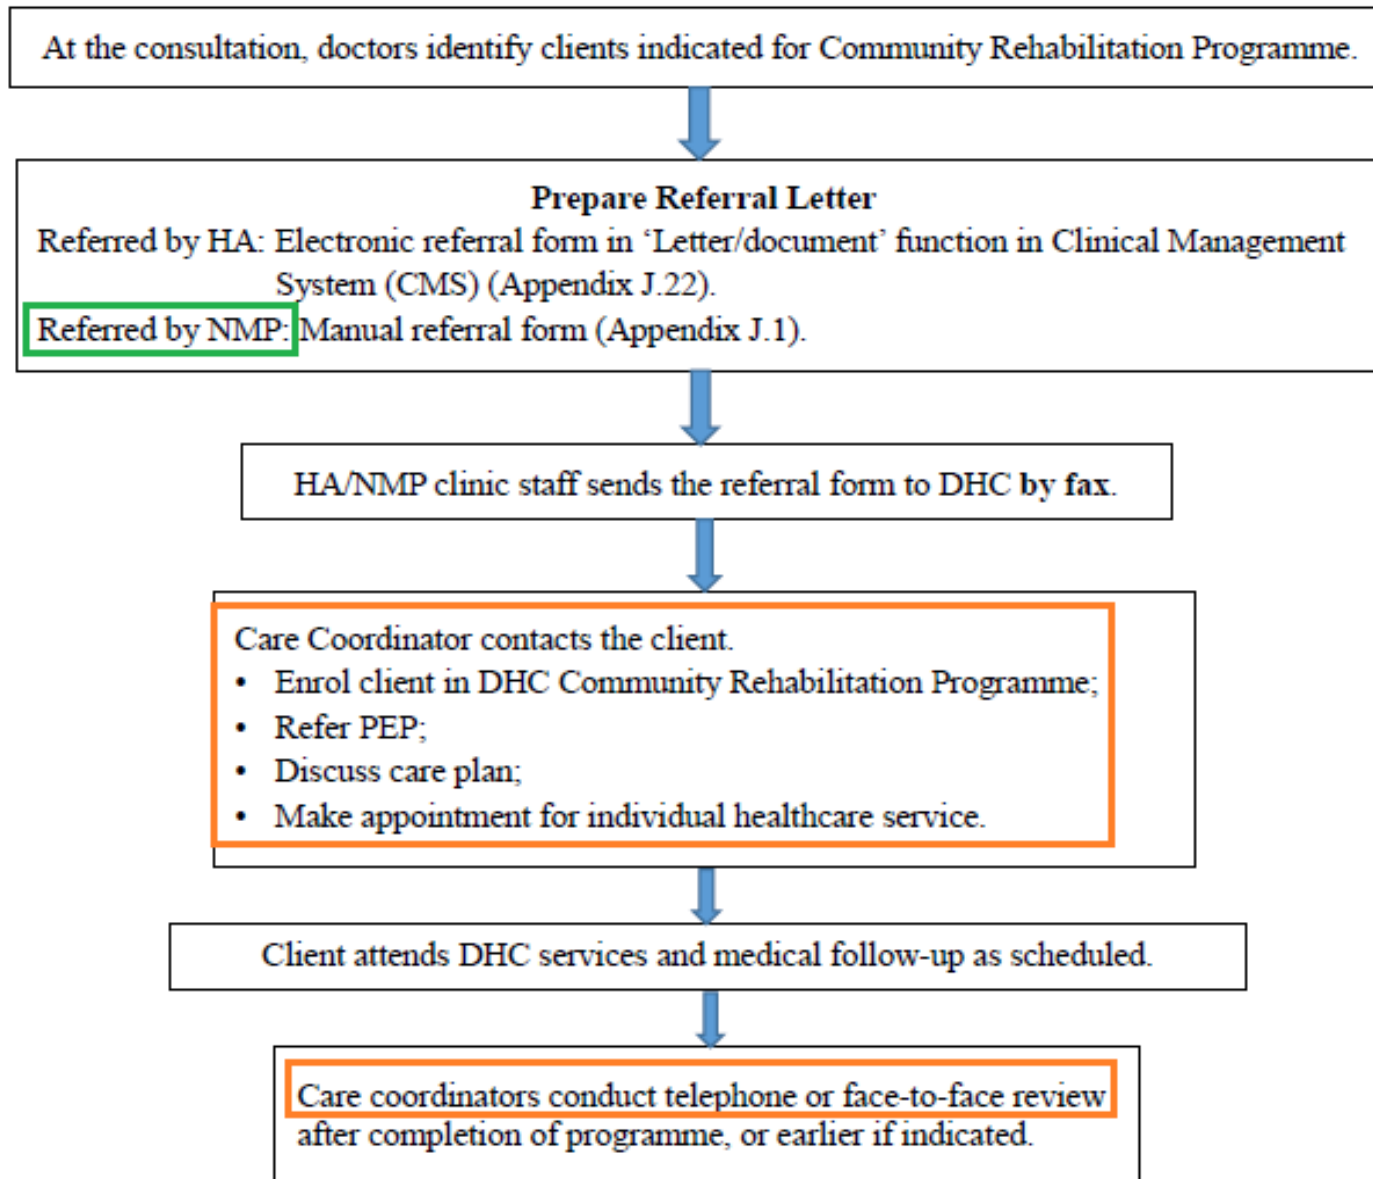 At the consultation, doctors identify clients indicated for Community Rehabilitation Programme.
Prepare Referral Letter
Referred by HA: Electronic referral form in ‘Letter/document’ function in Clinical Management
System (CMS) (Appendix J.22).
Referred by NMP: Manual referral form (Appendix J.1).
HA/NMP clinic staff sends the referral form to DHC by fax.
Care Coordinator contacts the client.
• Enrol client in DHC Community Rehabilitation Programme;
• Refer PEP;
• Discuss care plan;
• Make appointment for individual healthcare service.
Client attends DHC services and medical follow-up as scheduled.
Care coordinators conduct telephone or face-to-face review
after completion of programme, or earlier if indicated.